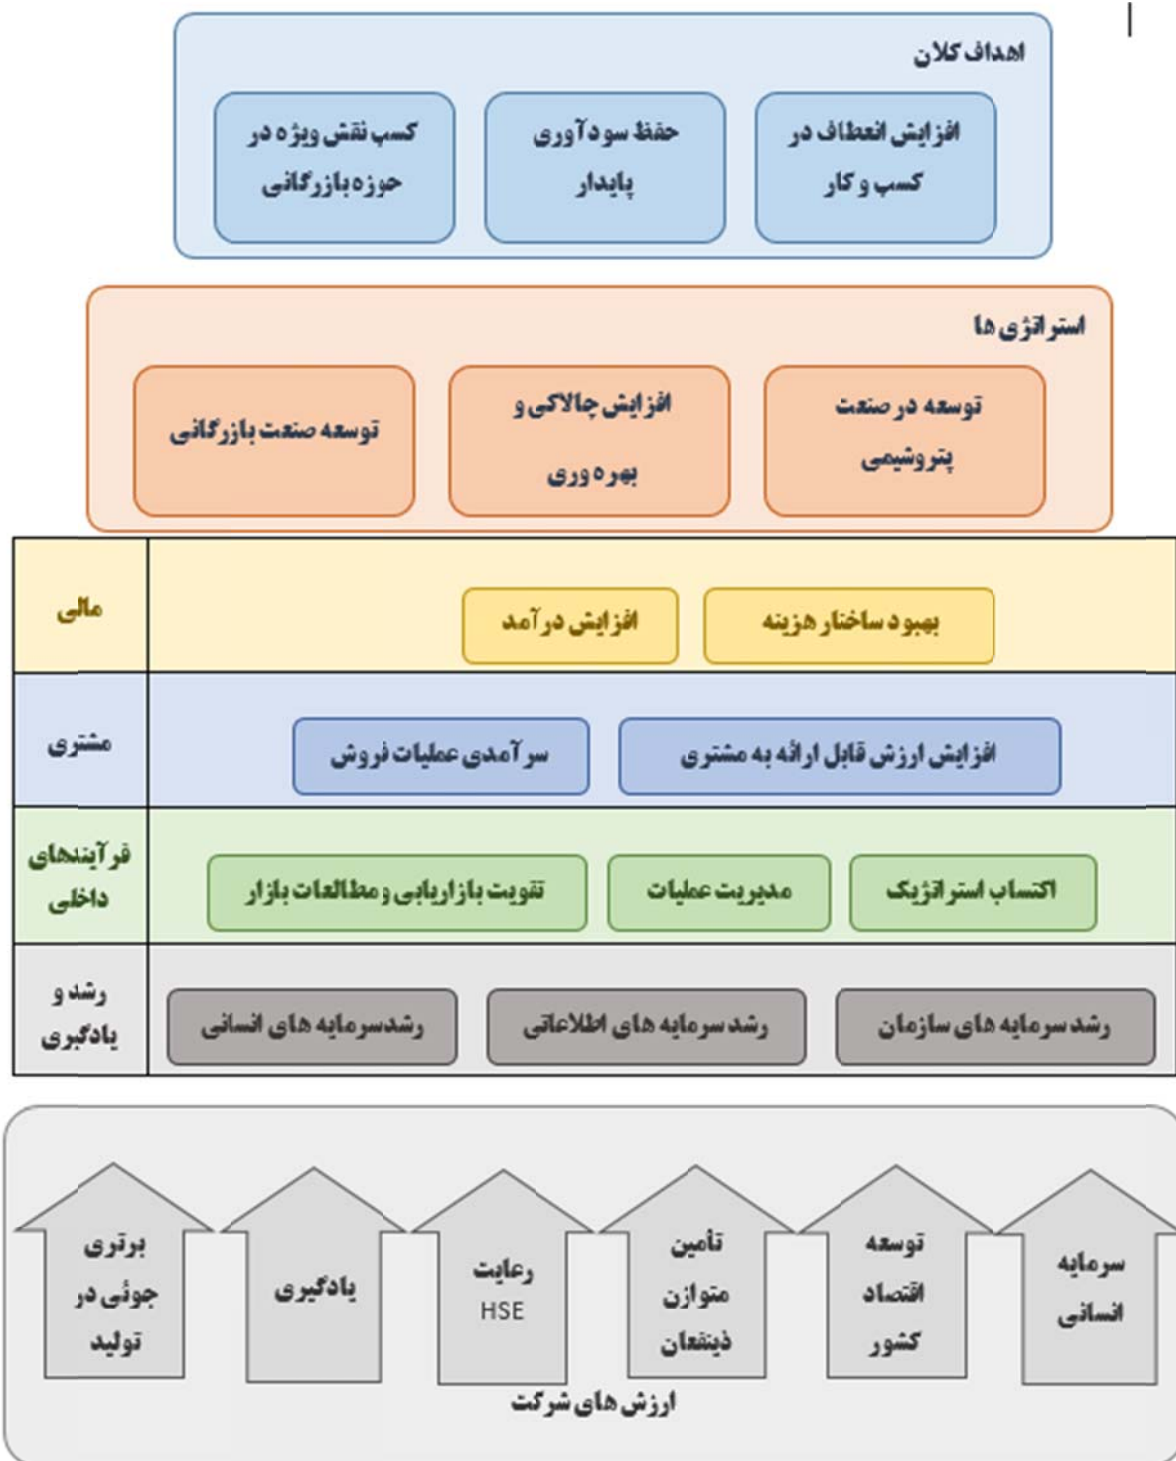 اهداف کلان
افزایش انعطاف در
کسب و کار
حفظ سودآوری
پایدار
کسب نقش ویژه در
حوزه بازرگانی
استراتژی ها
توسعه در صنعت
پتروشیمی
افزایش چالاکی و
بهره وری
توسعه صنعت بازرگانی
مالی
بهبود ساختار هزینه
افزایش درآمد
مشتری
افزایش ارزش قابل ارائه به مشتری
سرآمدی عملیات فروش
فرآیندهای
داخلی
اکتساب استراتژیک
مدیریت عملیات
تقویت بازاریابی و مطالعات بازار
رشد و
یادگیری
رشد سرمایه های سازمان
رشد سرمایه های اطلاعاتی
رشدسرمایه های انسانی
سرمایه
انسانی
توسعه
اقتصاد
کشور
تأمین
متوازن
ذینفعان
رعایت
HSE
یادگیری
برتری
جوئی در
تولید
ارزش های شرکت